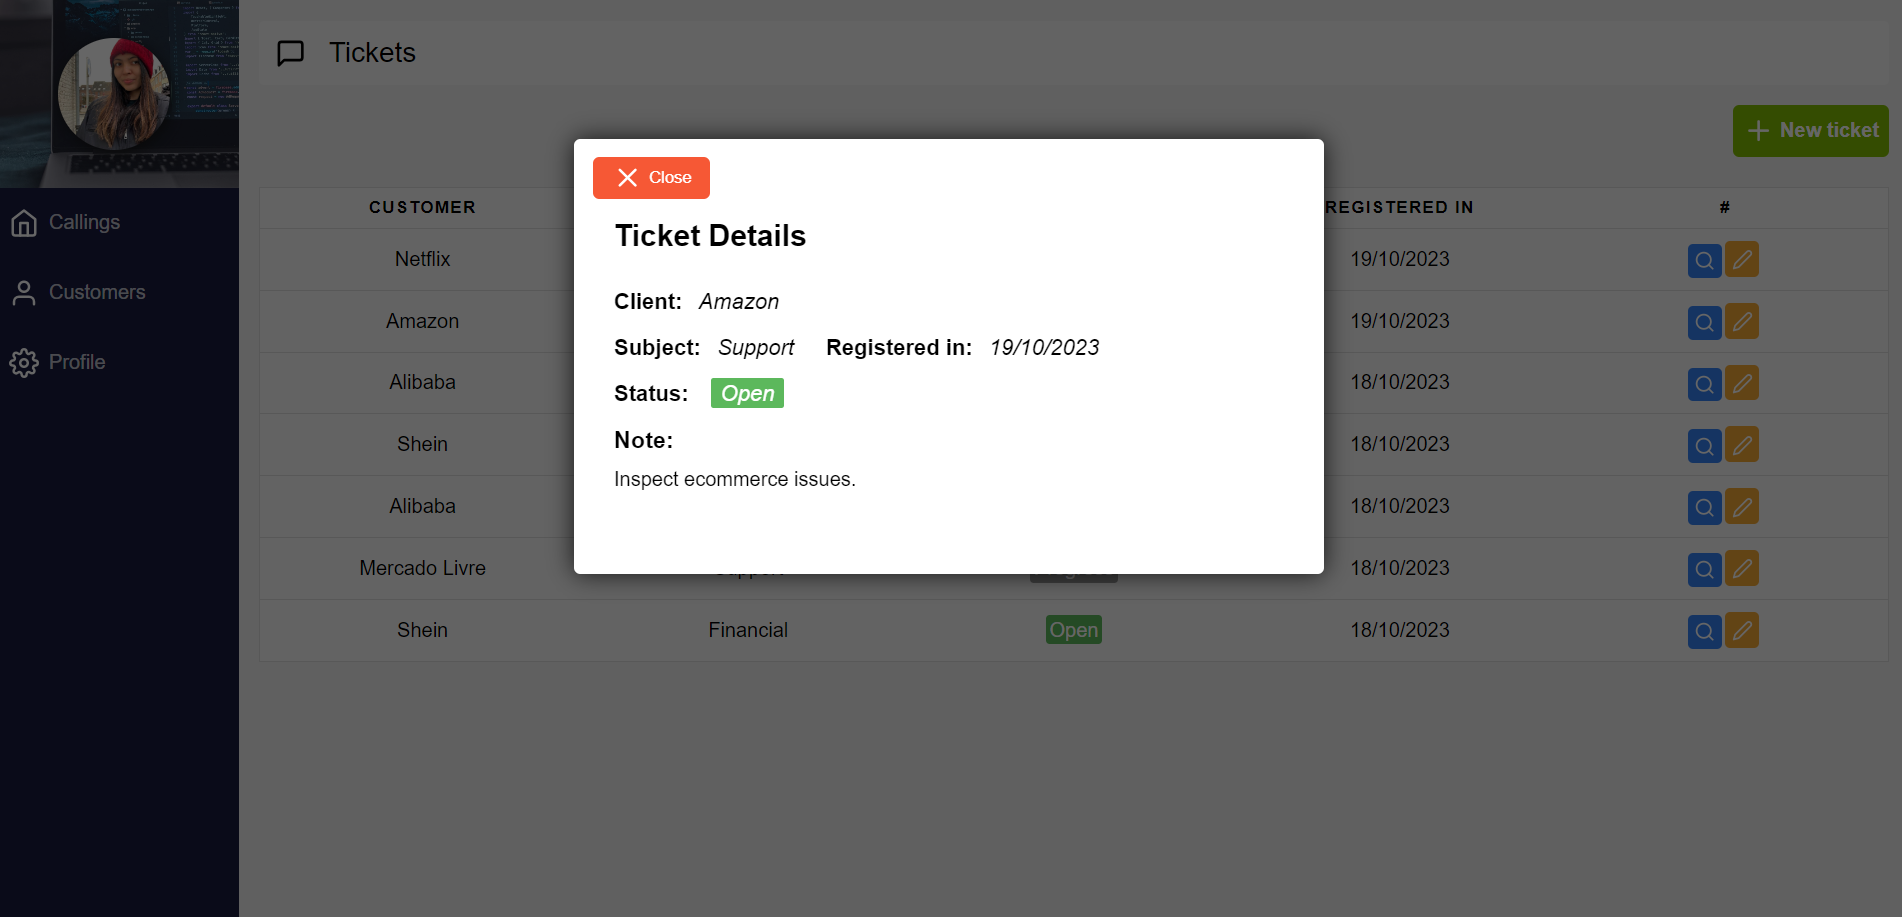 Tickets
New ticket
Close
Ticket Details
Client: Amazon
Subject: Support Registered in: 19/10/2023
Status: Open
Note:
Inspect ecommerce issues.
Callings
Customers
Profile
CUSTOMER REGISTERED IN #
Netflix 19/10/2023
Amazon 19/10/2023
Alibaba 18/10/2023
Shein 18/10/2023
Alibaba 18/10/2023
Mercado Livre 18/10/2023
Shein Financial Open 18/10/2023